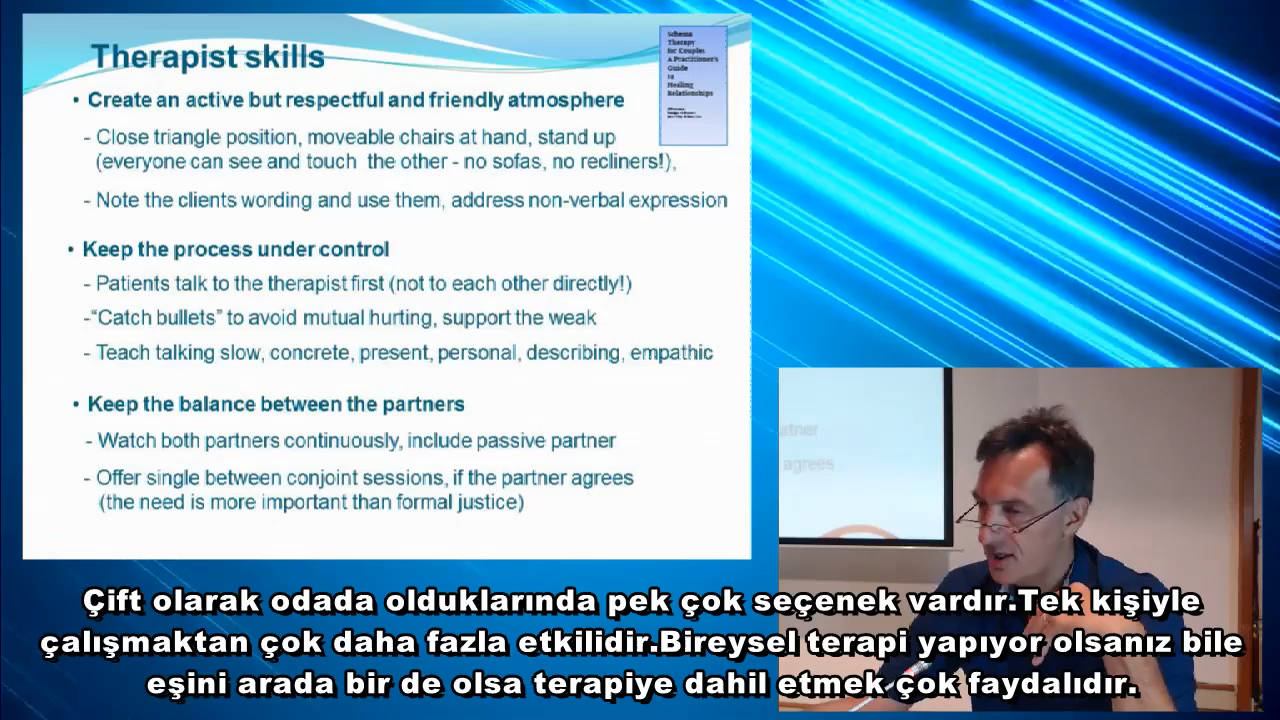 Therapist skills
Schema
Therapy
for Couples
A Practitioner's
Guide
to
Healing
Relationships
• Create an active but respectful and friendly atmosphere
- Close triangle position, moveable chairs at hand, stand up
(everyone can see and touch the other - no sofas, no recliners!),
- Note the clients wording and use them, address non-verbal expression
• Keep the process under control
- Patients talk to the therapist first (not to each other directly!)
-“Catch bullets” to avoid mutual hurting, support the weak
- Teach talking slow, concrete, present, personal, describing, empathic
• Keep the balance between the partners
- Watch both partners continuously, include passive partner
- Offer single between conjoint sessions, if the partner agrees
(the need is more important than formal justice)
agrees
Çift olarak odada olduklarında pek çok seçenek vardır.Tek kişiyle
çalışmaktan çok daha fazla etkilidir.Bireysel terapi yapıyor olsanız bile
eşini arada bir de olsa terapiye dahil etmek çok faydalıdır.